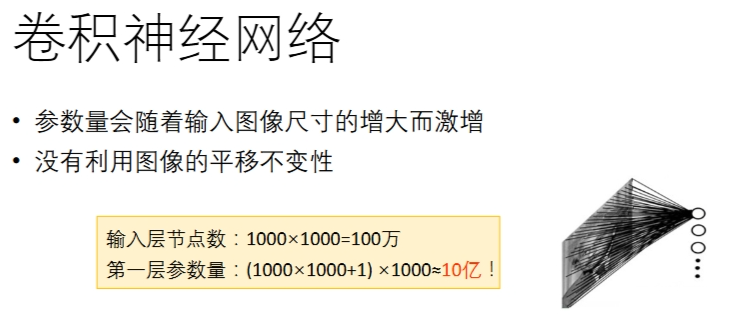 卷积神经网络
• 参数量会随着输入图像尺寸的增大而激增
• 没有利用图像的平移不变性
输入层节点数：1000×1000=100万
第一层参数量：(1000×1000+1) ×1000≈10亿！